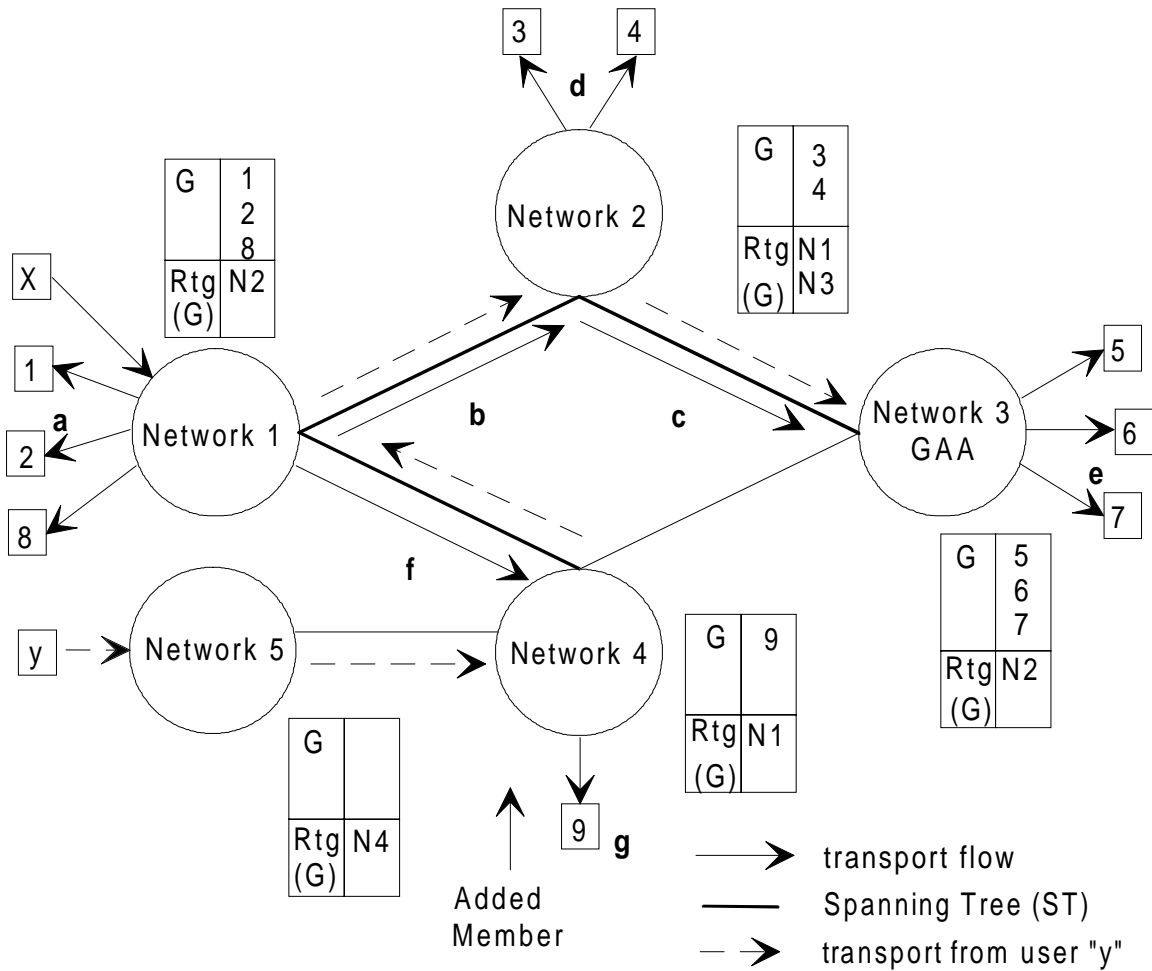 3
4
d
G
3
4
Rtg
(G)
N1
N3
Network 2
G
1
2
8
Rtg
(G)
N2
X
1
a
2
8
Network 1
b
c
Network 3
GAA
5
6
e
7
G
5
6
7
Rtg
(G)
N2
f
y
Network 5
Network 4
G
9
Rtg
(G)
N1
G
Rtg
(G)
N4
9
g
Added
Member
transport flow
Spanning Tree (ST)
transport from user "y"